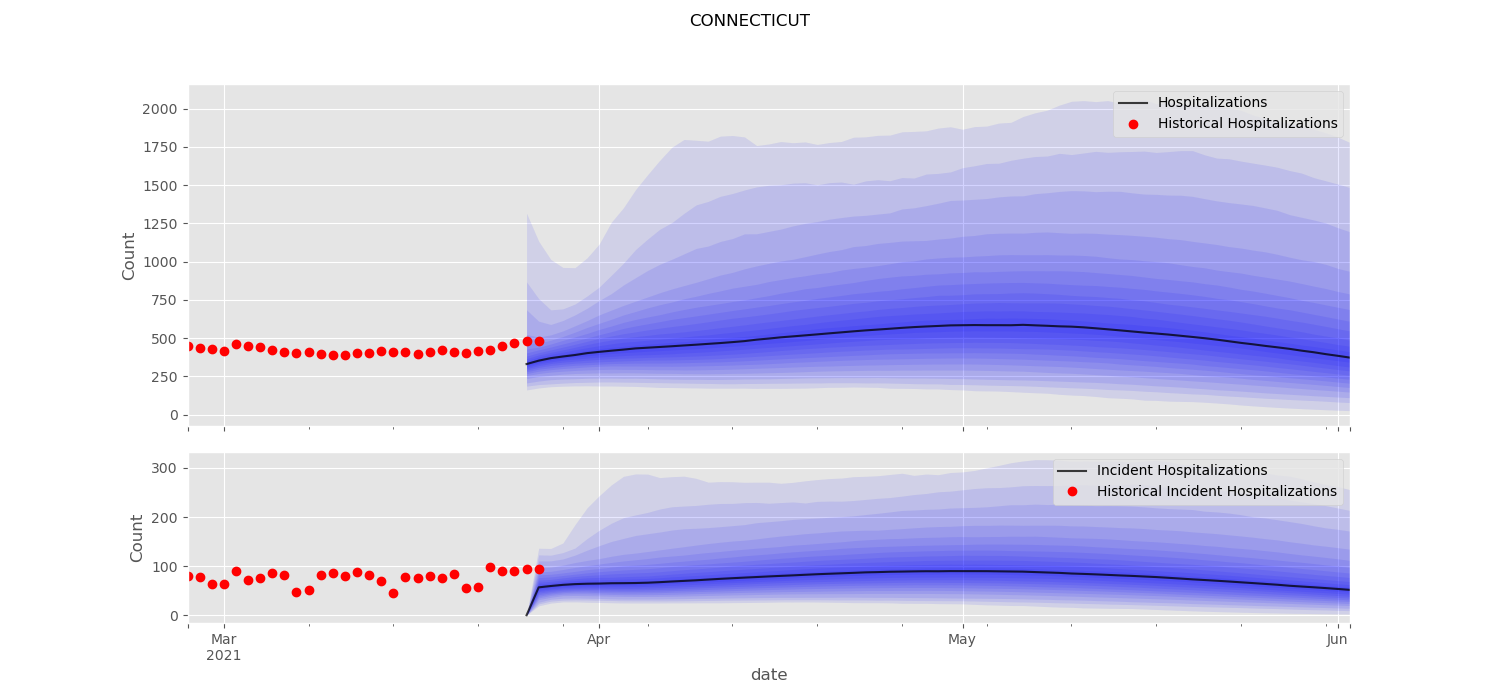 CONNECTICUT
2000
1750
1500
1250
1000
750
500
250
0
Count
Hospitalizations
Historical Hospitalizations
300
200
100
0
Count
Incident Hospitalizations
Historical Incident Hospitalizations
Mar
2021
Apr
May
Jun
date